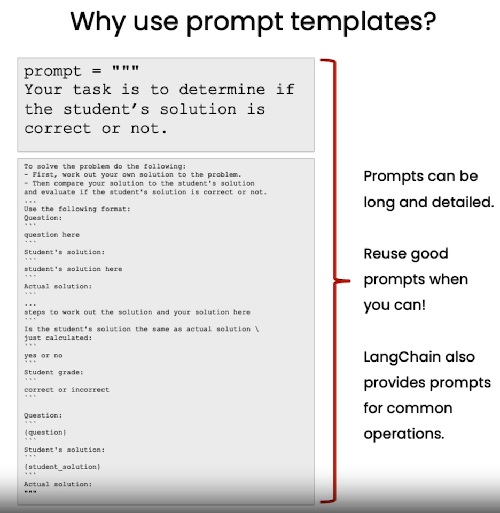 Why use prompt templates?
prompt = """
Your task is to determine if
the student's solution is
correct or not.
To solve the problem do the following:
- First, work out your own solution to the problem.
- Then compare your solution to the student's solution
and evaluate if the student's solution is correct or not.
...
Use the following format:
Question:
```
question here
```
Student's solution:
```
student's solution here
```
Actual solution:
```
...
steps to work out the solution and your solution here
```
Is the student's solution the same as actual solution \
just calculated:
```
yes or no
```
Student grade:
```
correct or incorrect
```
Question:
```
{question}
```
Student's solution:
```
{student_solution}
```
Actual solution:
"""
Prompts can be
long and detailed.
Reuse good
prompts when
you can!
LangChain also
provides prompts
for common
operations.